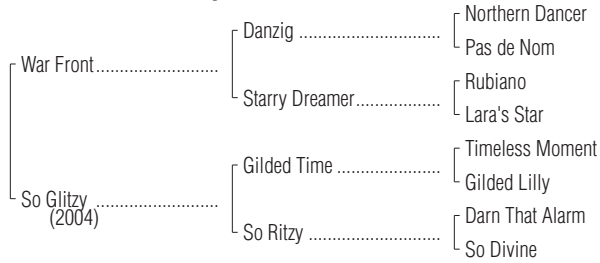 Northern Dancer
Danzig
Pas de Nom
War Front
Rubiano
Starry Dreamer
Lara's Star
Timeless Moment
Gilded Time
Gilded Lilly
So Glitzy
(2004)
Darn That Alarm
So Ritzy
So Divine